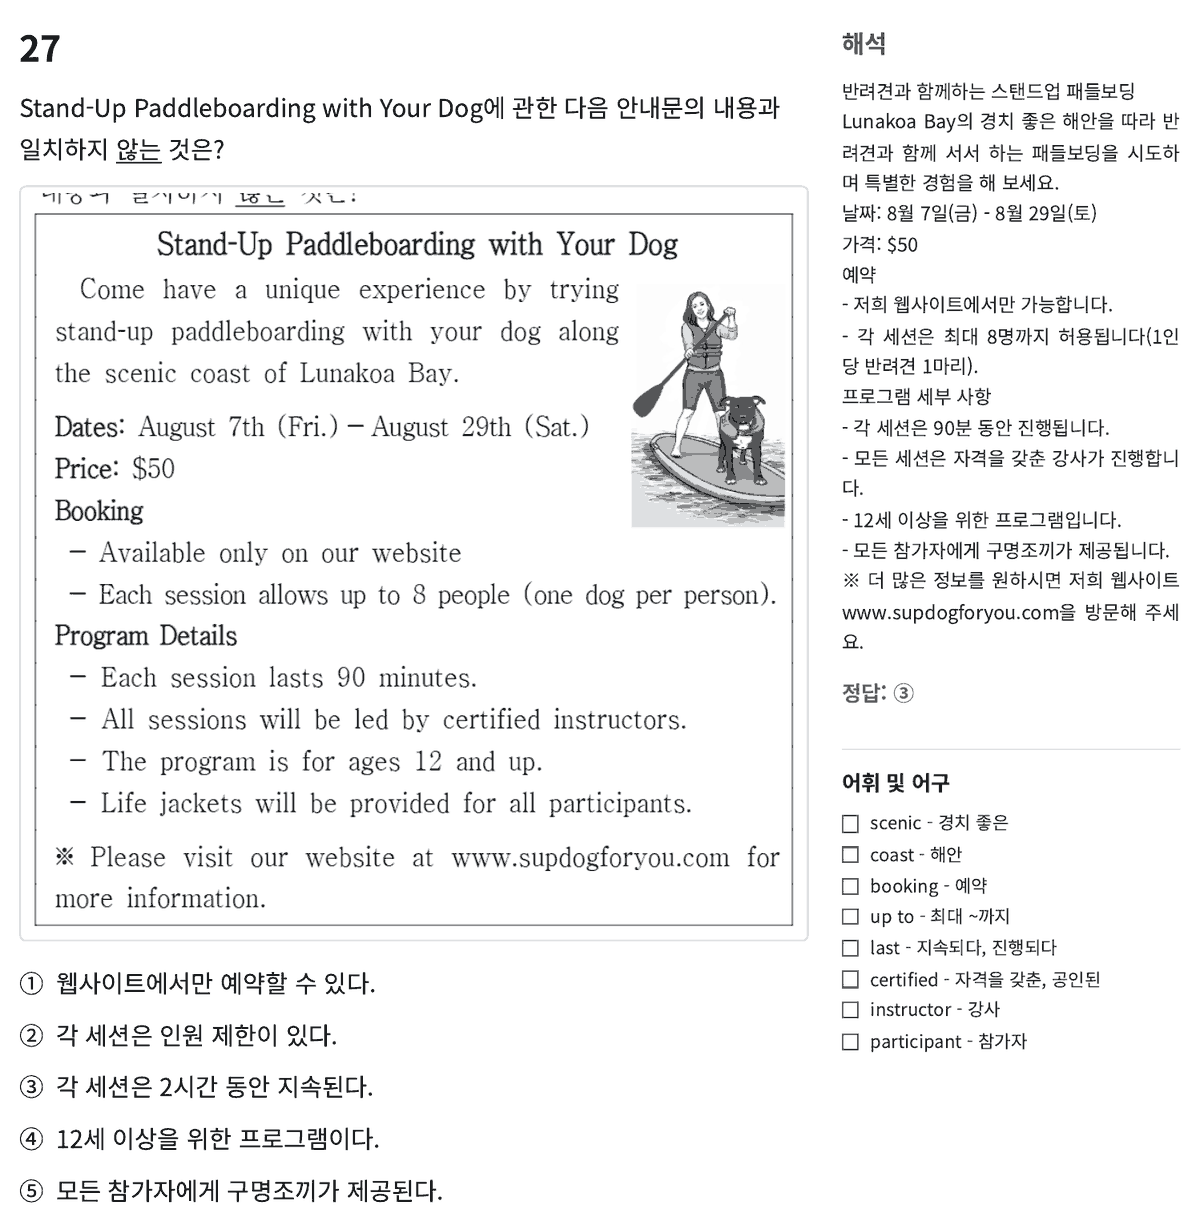 27
Stand-Up Paddleboarding with Your Dog에 관한 다음 안내문의 내용과
일치하지 않는 것은?
Stand-Up Paddleboarding with Your Dog
Come have a unique experience by trying
stand-up paddleboarding with your dog along
the scenic coast of Lunakoa Bay.
Dates: August 7th (Fri.) – August 29th (Sat.)
Price: $50
Booking
– Available only on our website
– Each session allows up to 8 people (one dog per person).
Program Details
– Each session lasts 90 minutes.
– All sessions will be led by certified instructors.
– The program is for ages 12 and up.
– Life jackets will be provided for all participants.
※ Please visit our website at www.supdogforyou.com for
more information.
① 웹사이트에서만 예약할 수 있다.
② 각 세션은 인원 제한이 있다.
③ 각 세션은 2시간 동안 지속된다.
④ 12세 이상을 위한 프로그램이다.
⑤ 모든 참가자에게 구명조끼가 제공된다.
해석
반려견과 함께하는 스탠드업 패들보딩
Lunakoa Bay의 경치 좋은 해안을 따라 반
려견과 함께 서서 하는 패들보딩을 시도하
며 특별한 경험을 해 보세요.
날짜: 8월 7일(금) - 8월 29일(토)
가격: $50
예약
- 저희 웹사이트에서만 가능합니다.
- 각 세션은 최대 8명까지 허용됩니다(1인
당 반려견 1마리).
프로그램 세부 사항
- 각 세션은 90분 동안 진행됩니다.
- 모든 세션은 자격을 갖춘 강사가 진행합니
다.
- 12세 이상을 위한 프로그램입니다.
- 모든 참가자에게 구명조끼가 제공됩니다.
※ 더 많은 정보를 원하시면 저희 웹사이트
www.supdogforyou.com을 방문해 주세
요.
정답: ③
어휘 및 어구
□ scenic - 경치 좋은
□ coast - 해안
□ booking - 예약
□ up to - 최대 ~까지
□ last - 지속되다, 진행되다
□ certified - 자격을 갖춘, 공인된
□ instructor - 강사
□ participant - 참가자